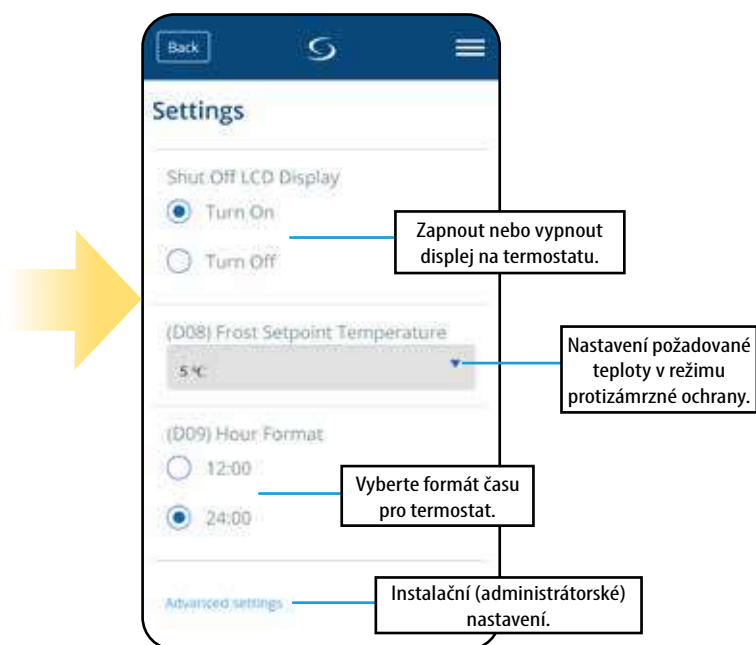 Back
Settings
Shut Off LCD Display
Turn On
Zapnout nebo vypnout
displej na termostatu.
Turn Off
(D08) Frost Setpoint Temperature
5 °C
Nastavení požadované
teploty v režimu
protizámrzné ochrany.
(D09) Hour Format
12:00
Vyberte formát času
pro termostat.
24:00
Advanced settings
Instalační (administrátorské)
nastavení.